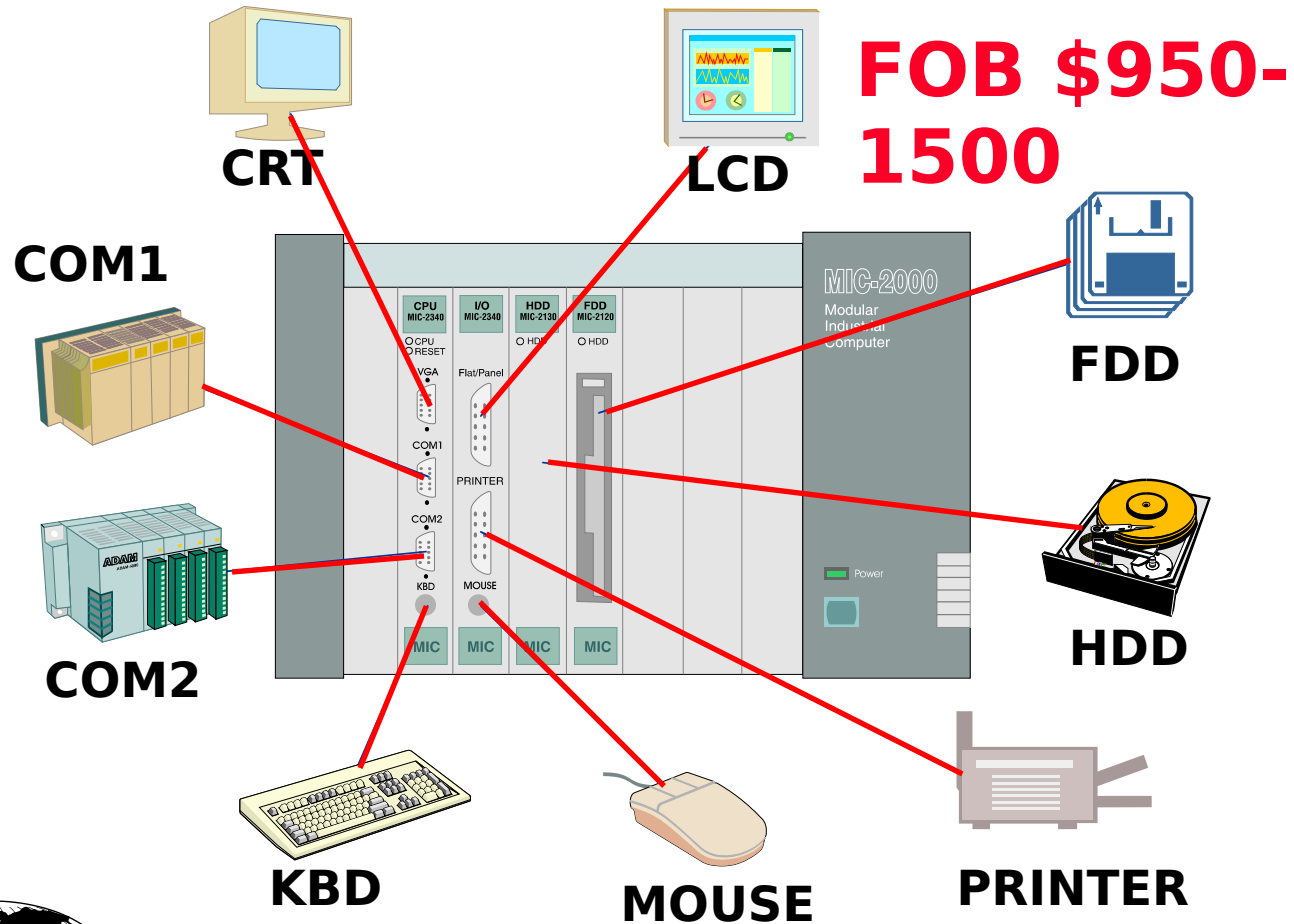 FOB $950-
1500
CRT
LCD
COM1
MIC-2000
Modular
Industrial
Computer
CPU
MIC-2340
I/O
MIC-2340
HDD
MIC-2130
FDD
MIC-2120
CPU
RESET
HDD
HDD
FDD
VGA
Flat/Panel
COM1
PRINTER
COM2
ADAM
KBD
MOUSE
Power
MIC
MIC
MIC
MIC
COM2
HDD
KBD
MOUSE
PRINTER